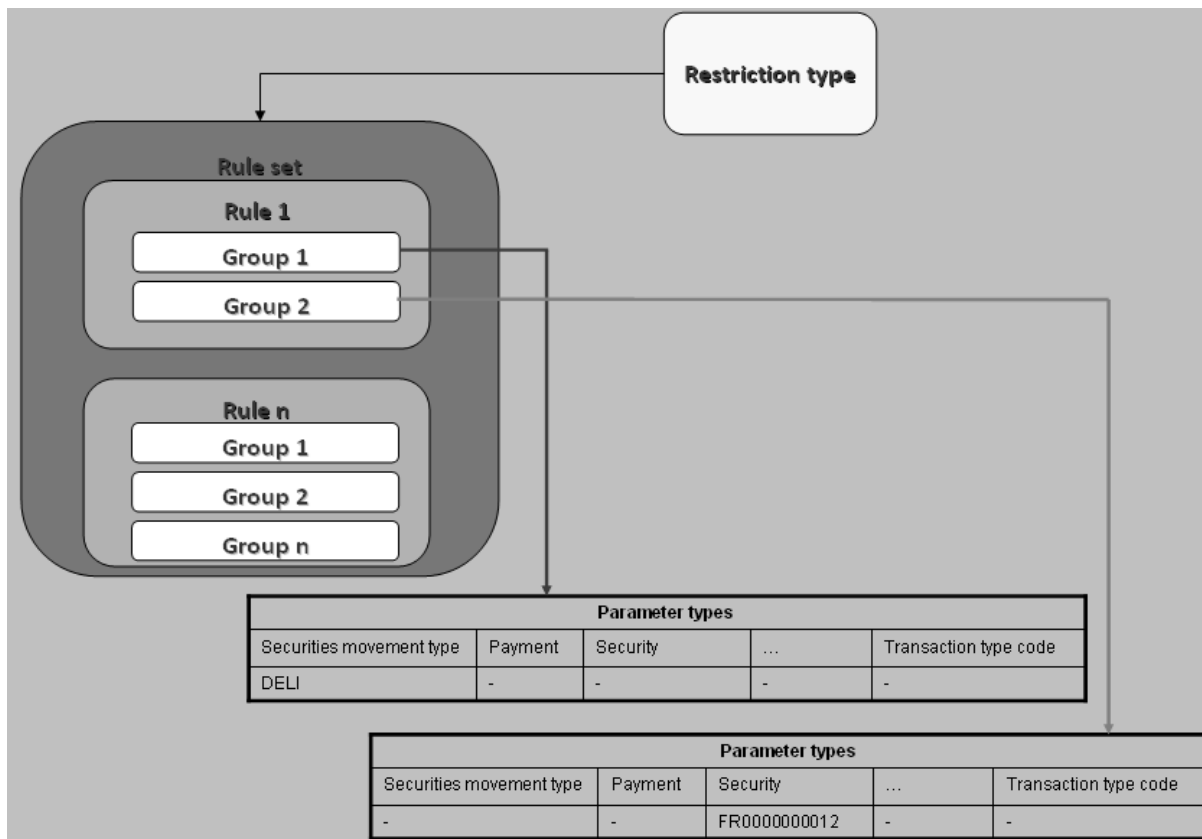 Restriction type
Rule set
Rule 1
Group 1
Group 2
Rule n
Group 1
Group 2
Group n
Parameter types
Securities movement type Payment Security ... Transaction type code
DELI - - - -
Parameter types
Securities movement type Payment Security ... Transaction type code
- - FR0000000012 - -